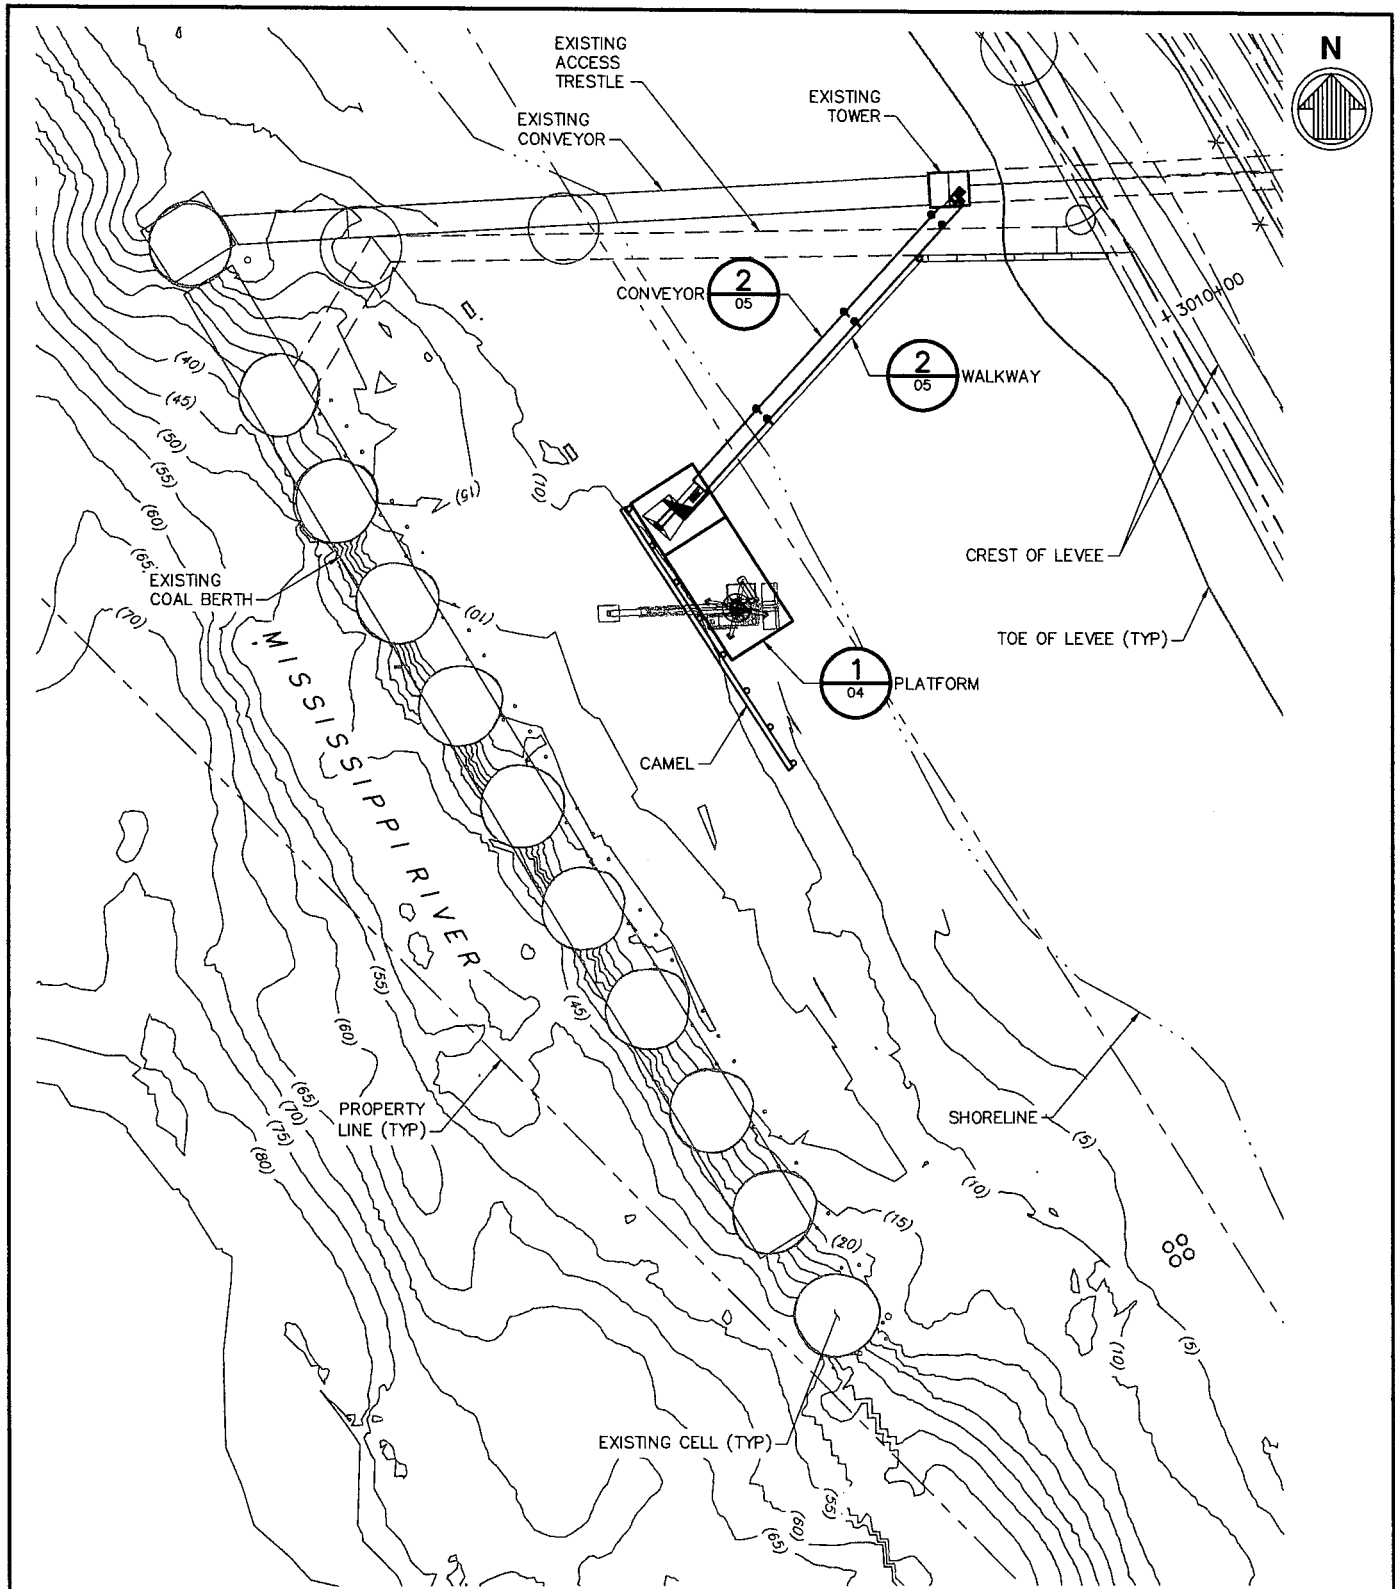 N
EXISTING
ACCESS
TRESTLE
EXISTING
TOWER
EXISTING
CONVEYOR
2
05
CONVEYOR
3010+00
2
05
WALKWAY
(40)
(45)
(50)
(55)
(60)
(65)
(70)
(15)
(10)
EXISTING
COAL BERTH
(10)
CREST OF LEVEE
TOE OF LEVEE (TYP)
1
04
PLATFORM
CAMEL
MISSISSIPPI RIVER
(55)
(60)
(65)
(70)
(75)
(80)
(45)
PROPERTY
LINE (TYP)
SHORELINE
(5)
(10)
(15)
(20)
(5)
(10)
EXISTING CELL (TYP)
(55)
(60)
(65)